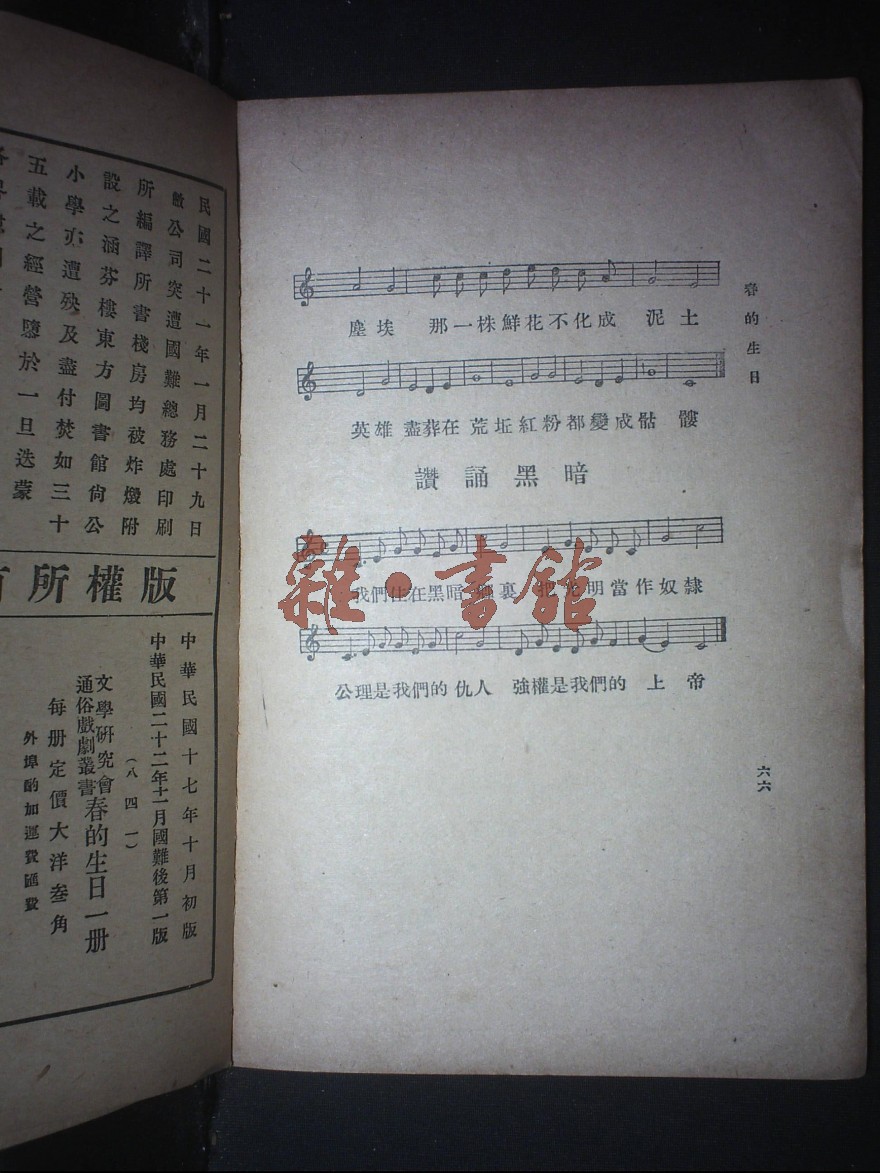 春的生日
塵埃 那一株鮮花不化成 泥土
英雄 盡葬在 荒坵紅粉都變成骷 髏
讚誦黑暗
我們住在黑暗 裏 把光明當作奴隸
公理是我們的 仇人 強權是我們的 上 帝
六六
雜·書館
民國二十一年一月二十九日
敝公司突遭國難總務處印刷
所編譯所書棧房均被炸燬附
設之涵芬樓東方圖書館尙公
小學亦遭殃及盡付焚如三十
五載之經營隳於一旦迭蒙
版權所
中華民國十七年十月初版
中華民國二十二年十一月國難後第一版
(八四一)
文學硏究會
通俗戲劇叢書
春的生日一册
每册定價大洋叁角
外埠酌加運費匯費